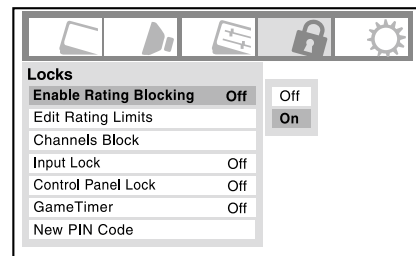 Locks
Enable Rating Blocking Off Off
Edit Rating Limits On
Channels Block
Input Lock Off
Control Panel Lock Off
GameTimer Off
New PIN Code